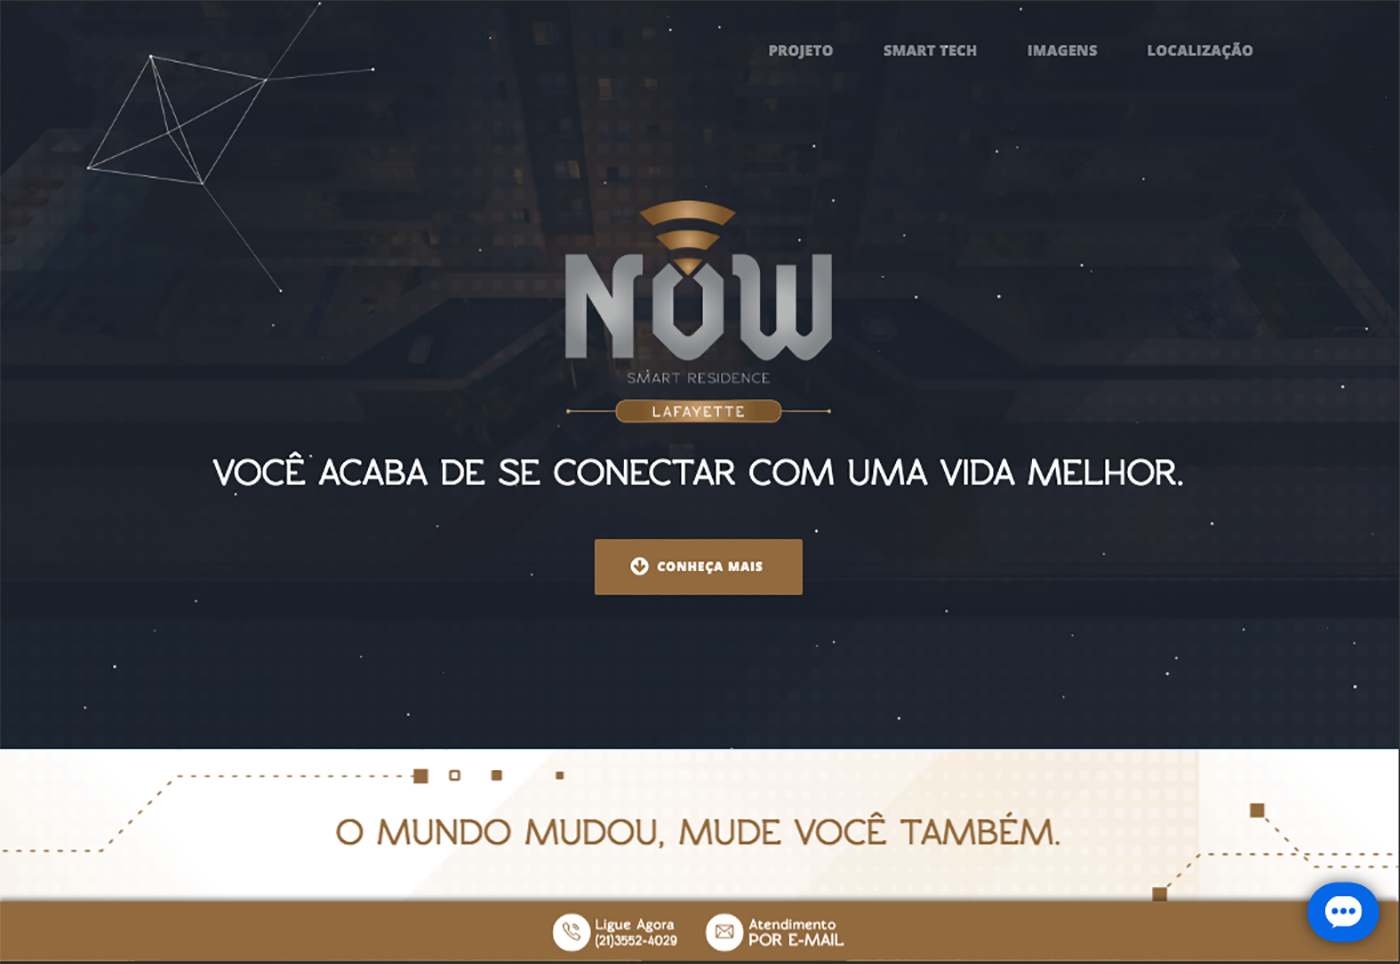 PROJETO SMART TECH IMAGENS LOCALIZAÇÃO
NOW
SMART RESIDENCE
LAFAYETTE
VOCÊ ACABA DE SE CONECTAR COM UMA VIDA MELHOR.
CONHEÇA MAIS
O MUNDO MUDOU, MUDE VOCÊ TAMBÉM.
Ligue Agora
(21)3552-4029
Atendimento
POR E-MAIL